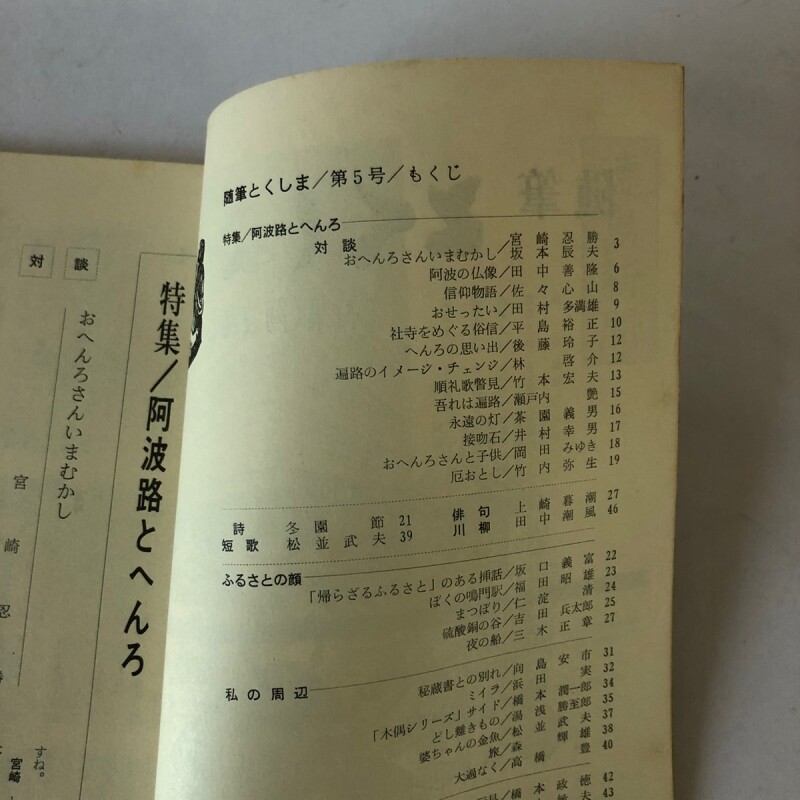 随筆とくしま／第5号／もくじ
特集／阿波路とへんろ
対談
おへんろさんいまむかし／宮崎忍勝
坂本辰夫 3
阿波の仏像／田中善隆 6
信仰物語／佐々心山 8
おせったい／田村多満雄 9
社寺をめぐる俗信／平島裕正 10
へんろの思い出／後藤玲子 12
遍路のイメージ・チェンジ／林啓介 12
順礼歌瞥見／竹本宏夫 13
吾れは遍路／瀬戸内艶 15
永遠の灯／茶園義男 16
接吻石／井村幸男 17
おへんろさんと子供／岡田みゆき 18
厄おとし／竹内弥生 19
詩 冬園節 21
俳句 上崎暮潮 27
短歌 松並武夫 39
川柳 田中潮風 46
ふるさとの顔
「帰らざるふるさと」のある挿話／坂口義富 22
ぼくの鳴門駅／福田昭雄 23
まつぼり／仁淀清 24
硫酸銅の谷／吉田兵太郎 25
夜の船／三木正章 27
私の周辺
秘蔵書との別れ／向島安市 31
ミイラ／浜田実 32
「木偶シリーズ」サイド／橋本潤一郎 34
どし難きもの／湯浅勝至郎 35
婆ちゃんの金魚／松並武夫 37
旅／森輝雄 38
大過なく／高橋豊 40
橋本政徳 42
夫 43
対談
特集／阿波路とへんろ
おへんろさんいまむかし
宮崎忍
すね。
宮崎